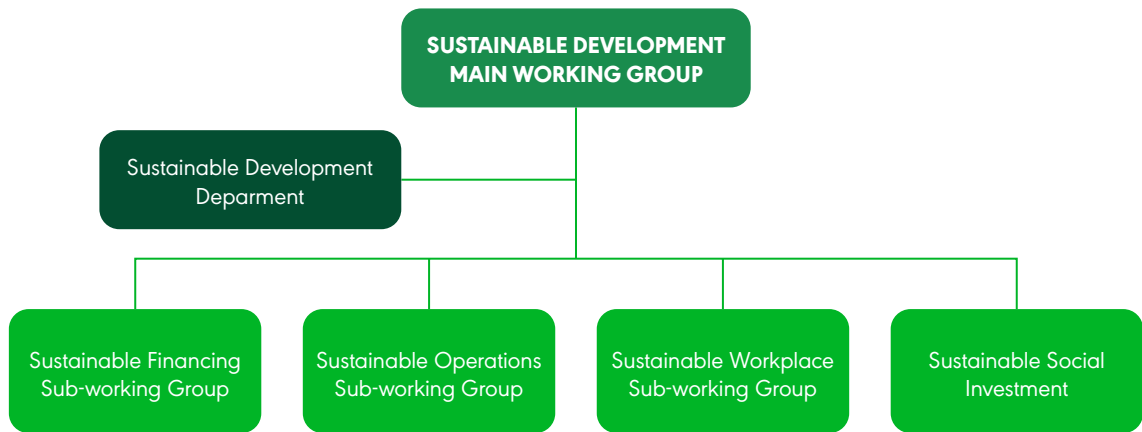 SUSTAINABLE DEVELOPMENT
MAIN WORKING GROUP
Sustainable Development
Deparment
Sustainable Financing
Sub-working Group
Sustainable Operations
Sub-working Group
Sustainable Workplace
Sub-working Group
Sustainable Social
Investment